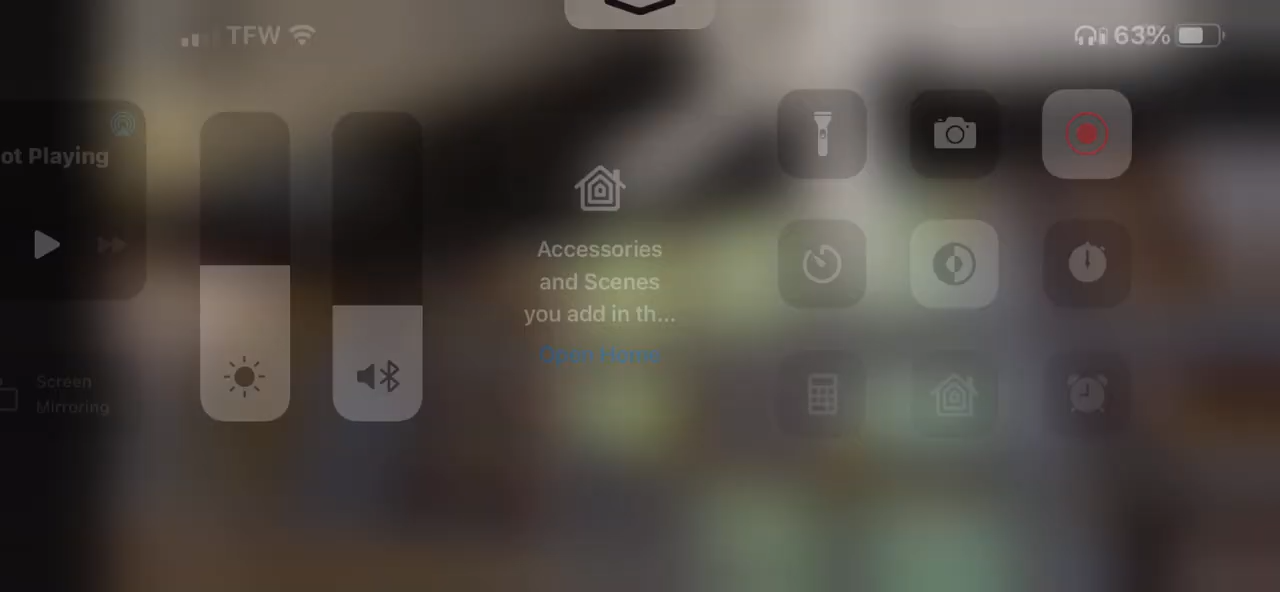 TFW
63%
ot Playing
Accessories
and Scenes
you add in th...
Open Home
Screen
Mirroring